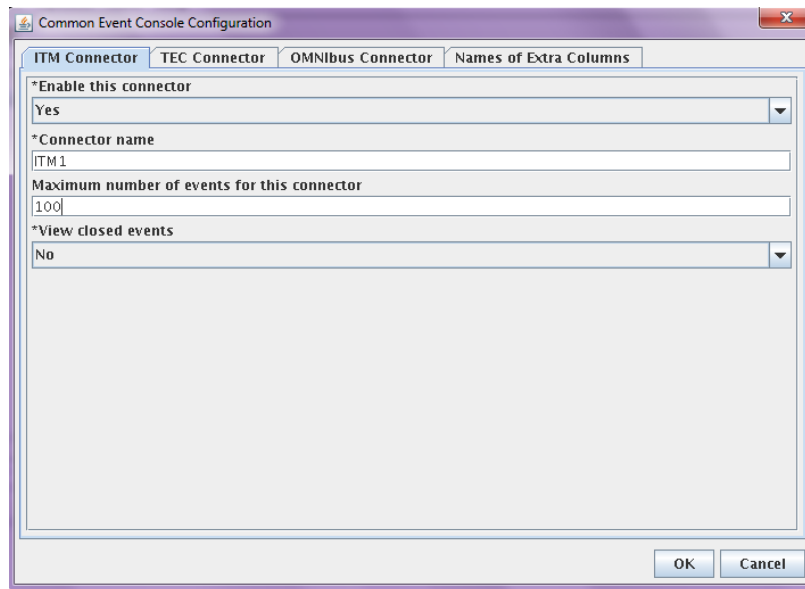 Common Event Console Configuration
ITM Connector TEC Connector OMNIbus Connector Names of Extra Columns
*Enable this connector
Yes
*Connector name
ITM1
Maximum number of events for this connector
100
*View closed events
No
OK Cancel